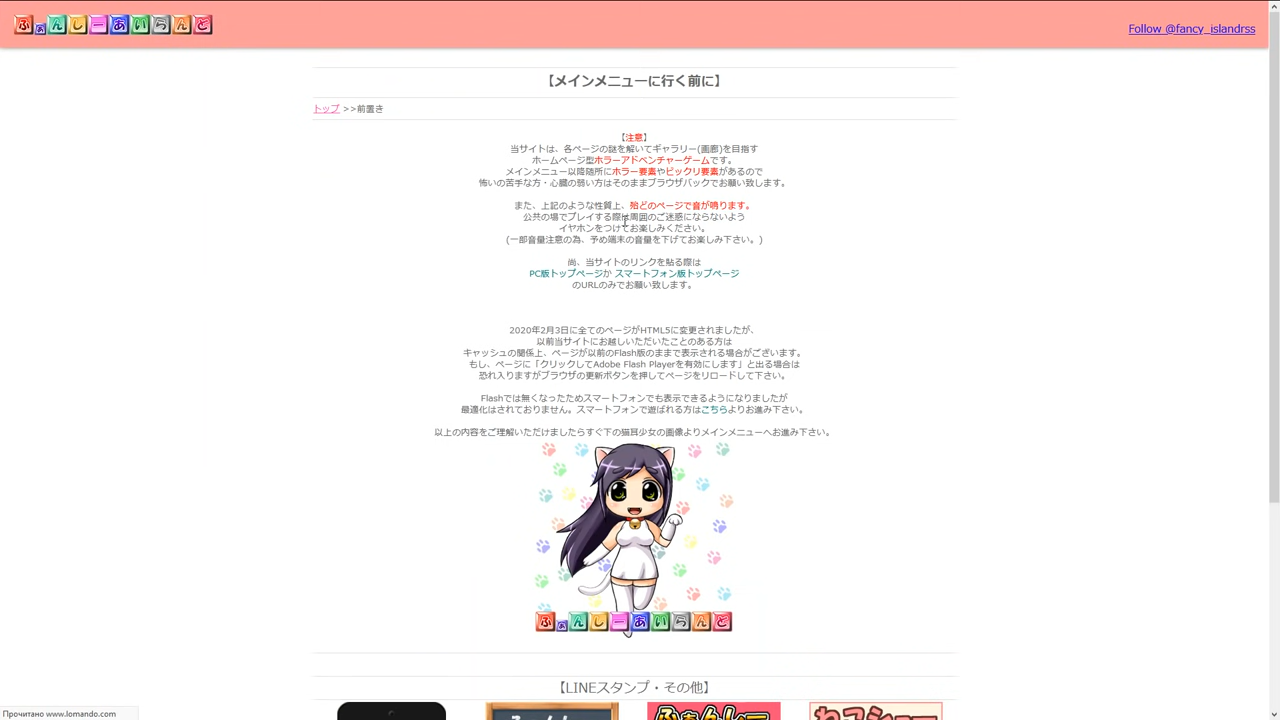 ふぁんしーあいらんど
Follow @fancy_islandrss
【メインメニューに行く前に】
トップ >>前置き
【注意】
当サイトは、各ページの謎を解いてギャラリー(画廊)を目指す
ホームページ型ホラーアドベンチャーゲームです。
メインメニュー以降随所にホラー要素やビックリ要素があるので
怖いの苦手な方・心臓の弱い方はそのままブラウザバックでお願い致します。
また、上記のような性質上、殆どのページで音が鳴ります。
公共の場でプレイする際は周囲のご迷惑にならないよう
イヤホンをつけてお楽しみください。
(一部音量注意の為、予め端末の音量を下げてお楽しみ下さい。)
尚、当サイトのリンクを貼る際は
PC版トップページか スマートフォン版トップページ
のURLのみでお願い致します。
2020年2月3日に全てのページがHTML5に変更されましたが、
以前当サイトにお越しいただいたことのある方は
キャッシュの関係上、ページが以前のFlash版のままで表示される場合がございます。
もし、ページに「クリックしてAdobe Flash Playerを有効にします」と出る場合は
恐れ入りますがブラウザの更新ボタンを押してページをリロードして下さい。
Flashでは無くなったためスマートフォンでも表示できるようになりましたが
最適化はされておりません。スマートフォンで遊ばれる方はこちらよりお進み下さい。
以上の内容をご理解いただけましたらすぐ下の猫耳少女の画像よりメインメニューへお進み下さい。
ふぁんしーあいらんど
【LINEスタンプ・その他】
Прочитано www.lomando.com